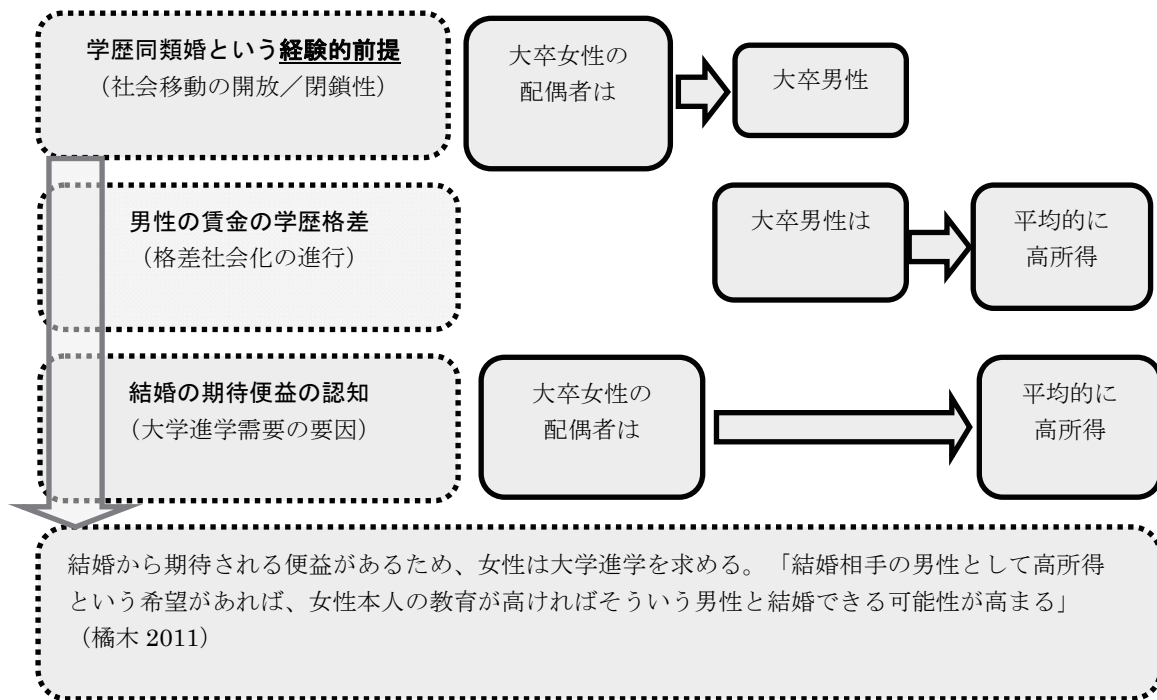 学歴同類婚という経験的前提
（社会移動の開放／閉鎖性）
大卒女性の
配偶者は
大卒男性
男性の賃金の学歴格差
（格差社会化の進行）
大卒男性は
平均的に
高所得
結婚の期待便益の認知
（大学進学需要の要因）
大卒女性の
配偶者は
平均的に
高所得
結婚から期待される便益があるため、女性は大学進学を求める。「結婚相手の男性として高所得
という希望があれば、女性本人の教育が高ければそういう男性と結婚できる可能性が高まる」
（橘木 2011）